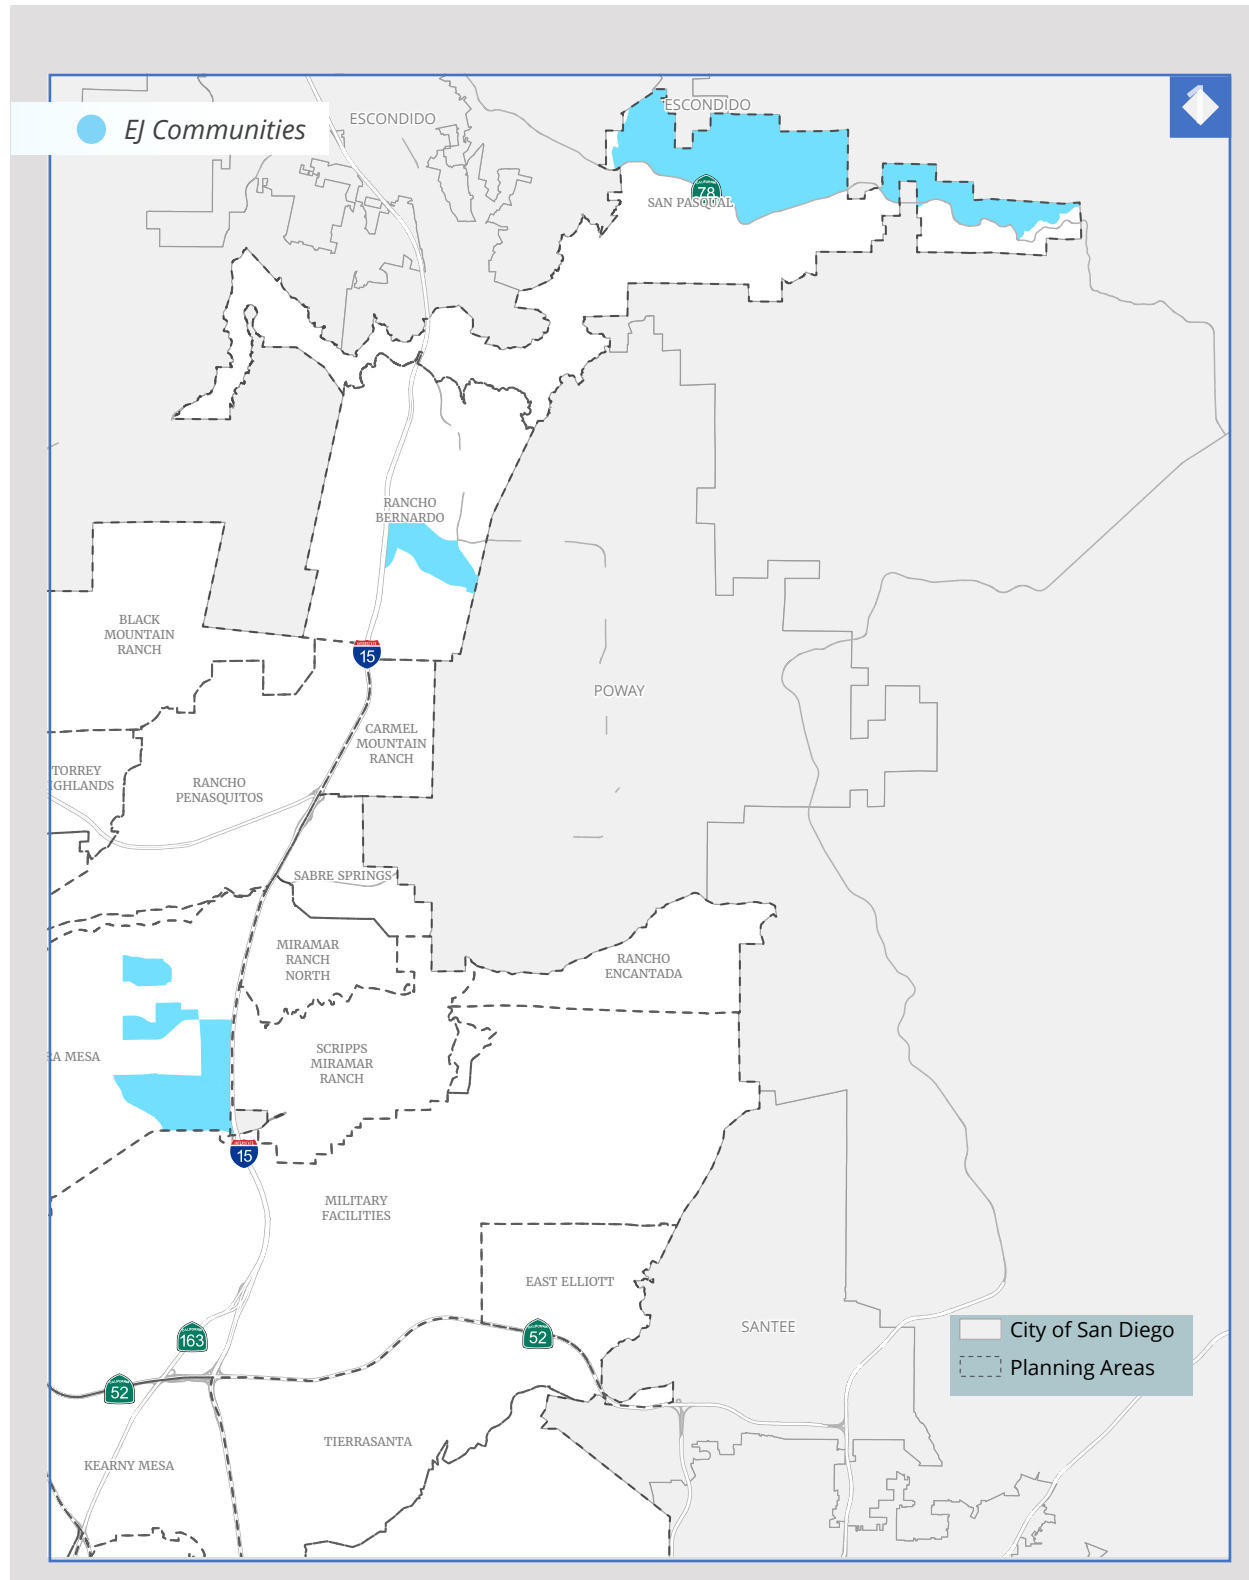 ESCONDIDO
ESCONDIDO
EJ Communities
78
SAN PASQUAL
RANCHO
BERNARDO
BLACK
MOUNTAIN
RANCH
15
POWAY
CARMEL
MOUNTAIN
RANCH
TORREY
IGHLANDS
RANCHO
PENASQUITOS
SABRE SPRINGS
MIRAMAR
RANCH
NORTH
RANCHO
ENCANTADA
RA MESA
SCRIPPS
MIRAMAR
RANCH
15
MILITARY
FACILITIES
EAST ELLIOTT
163
52
SANTEE
City of San Diego
Planning Areas
52
TIERRASANTA
KEARNY MESA